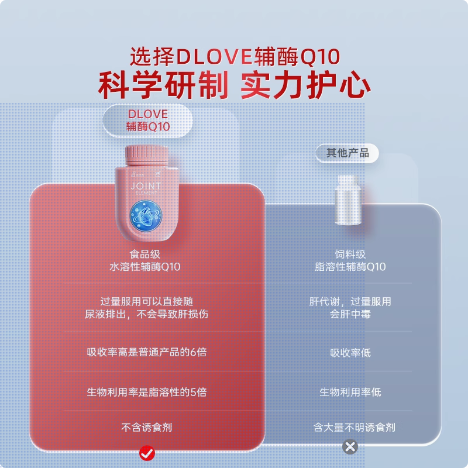 选择DLOVE辅酶Q10
科学研制 实力护心
DLOVE
辅酶Q10
其他产品
JOINT
食品级
水溶性辅酶Q10
饲料级
脂溶性辅酶Q10
过量服用可以直接随
尿液排出，不会导致肝损伤
肝代谢，过量服用
会肝中毒
吸收率高是普通产品的6倍
吸收率低
生物利用率是脂溶性的5倍
生物利用率低
不含诱食剂
含大量不明诱食剂